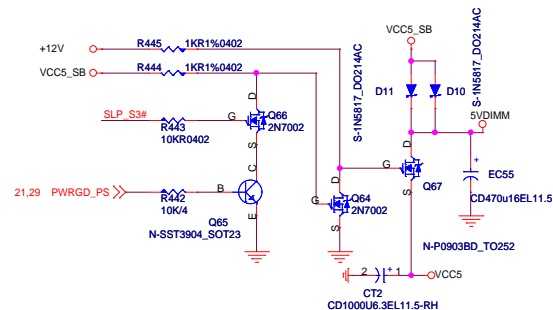 +12V
R445
1KR1%0402
VCC5_SB
R444
1KR1%0402
SLP_S3#
R443
10KR0402
D
G
S
Q66
2N7002
21,29
PWRGD_PS
R442
10K/4
B
C
E
Q65
N-SST3904_SOT23
G
D
S
Q64
2N7002
S-1N5817_DO214AC
VCC5_SB
D11
D10
S-1N5817_DO214AC
5VDIMM
D
G
S
Q67
N-P0903BD_TO252
+
EC55
CD470u16EL11.5
2
+
1
VCC5
CT2
CD1000U6.3EL11.5-RH